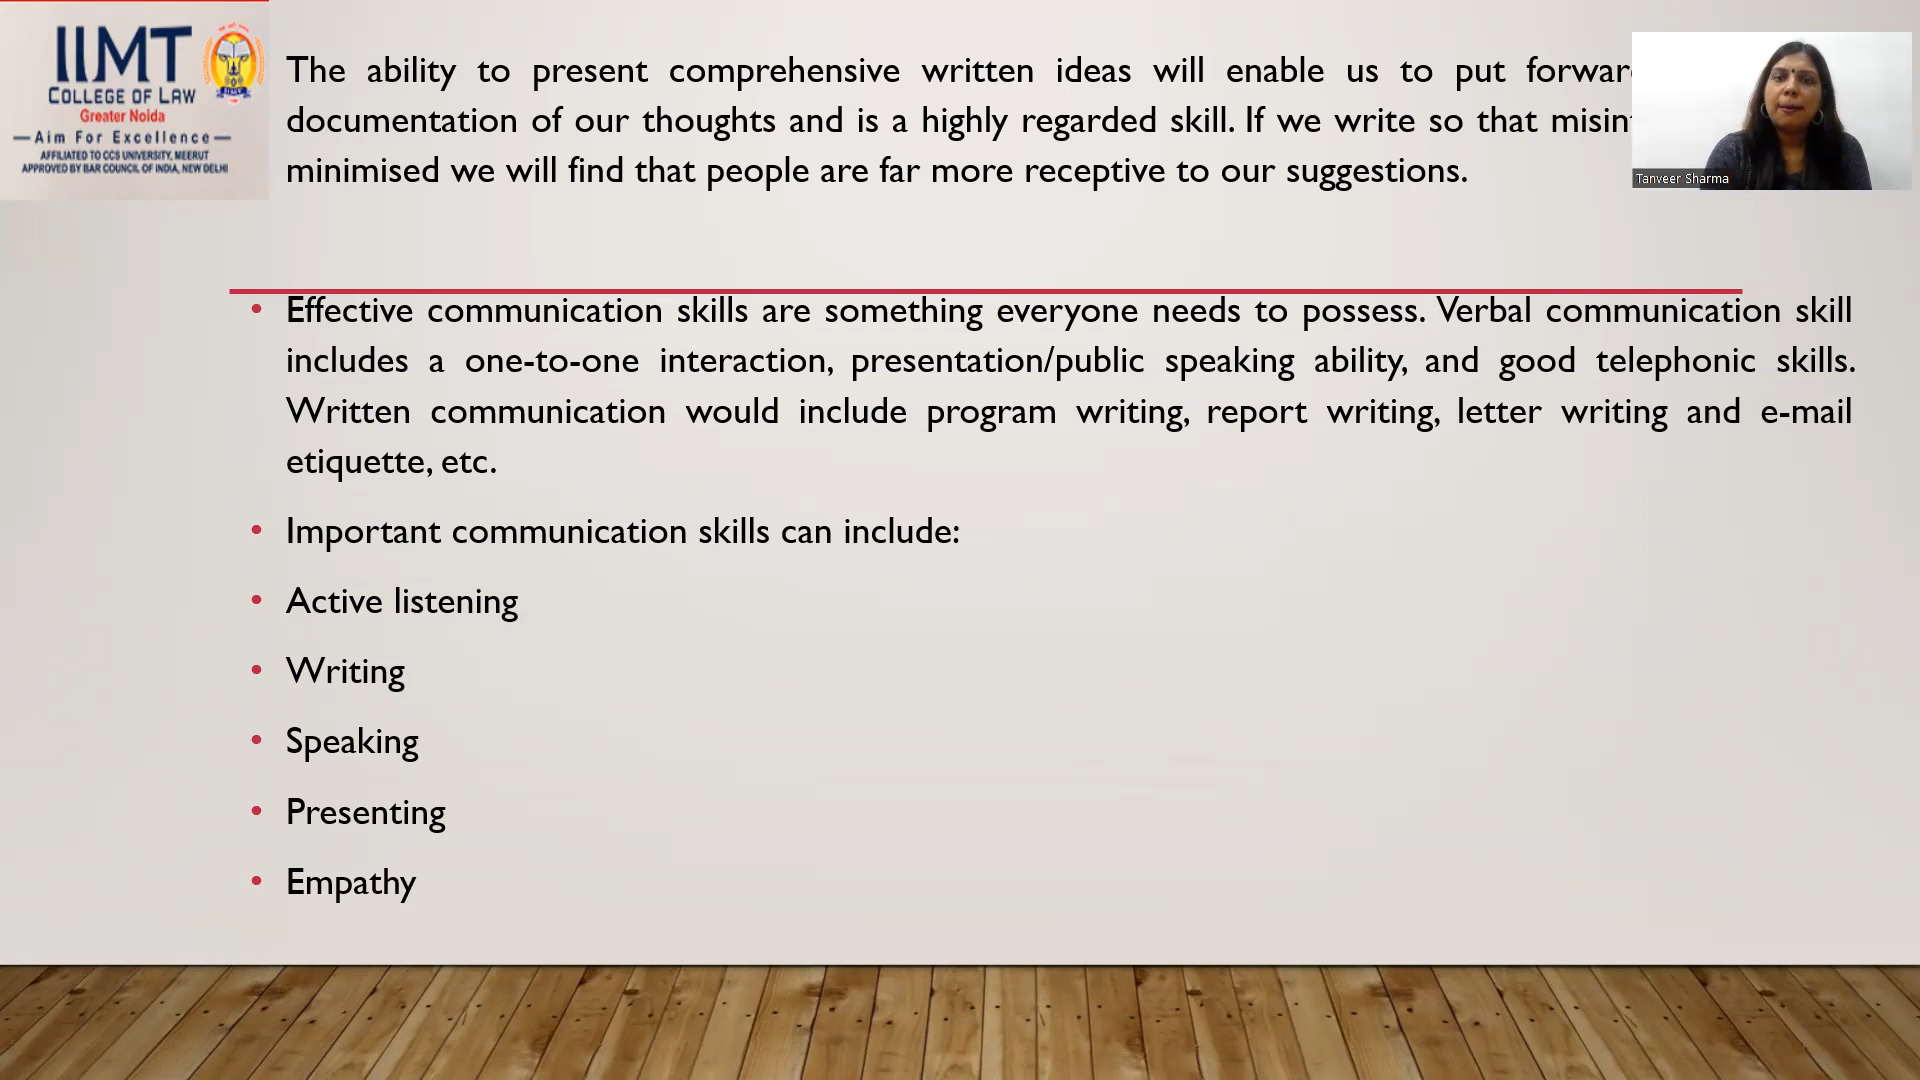 IIMT
COLLEGE OF LAW
Greater Noida
Aim For Excellence
AFFILIATED TO CCS UNIVERSITY, MEERUT
APPROVED BY BAR COUNCIL OF INDIA, NEW DELHI
The ability to present comprehensive written ideas will enable us to put
documentation of our thoughts and is a highly regarded skill. If we write so that
minimised we will find that people are far more receptive to our suggestions.
Tanveer Sharma
• Effective communication skills are something everyone needs to possess. Verbal communication skill
includes a one-to-one interaction, presentation/public speaking ability, and good telephonic skills.
Written communication would include program writing, report writing, letter writing and e-mail
etiquette, etc.
• Important communication skills can include:
• Active listening
• Writing
• Speaking
• Presenting
• Empathy